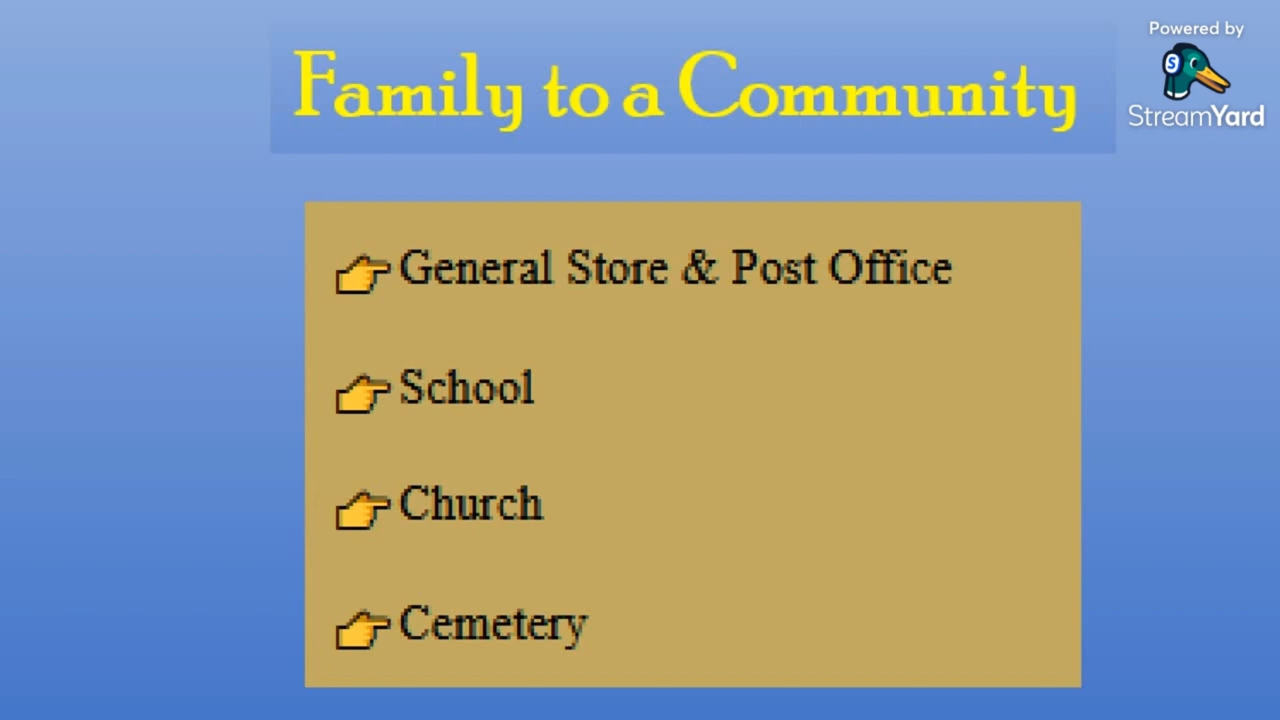 Family to a Community
Powered by
StreamYard
General Store & Post Office
School
Church
Cemetery